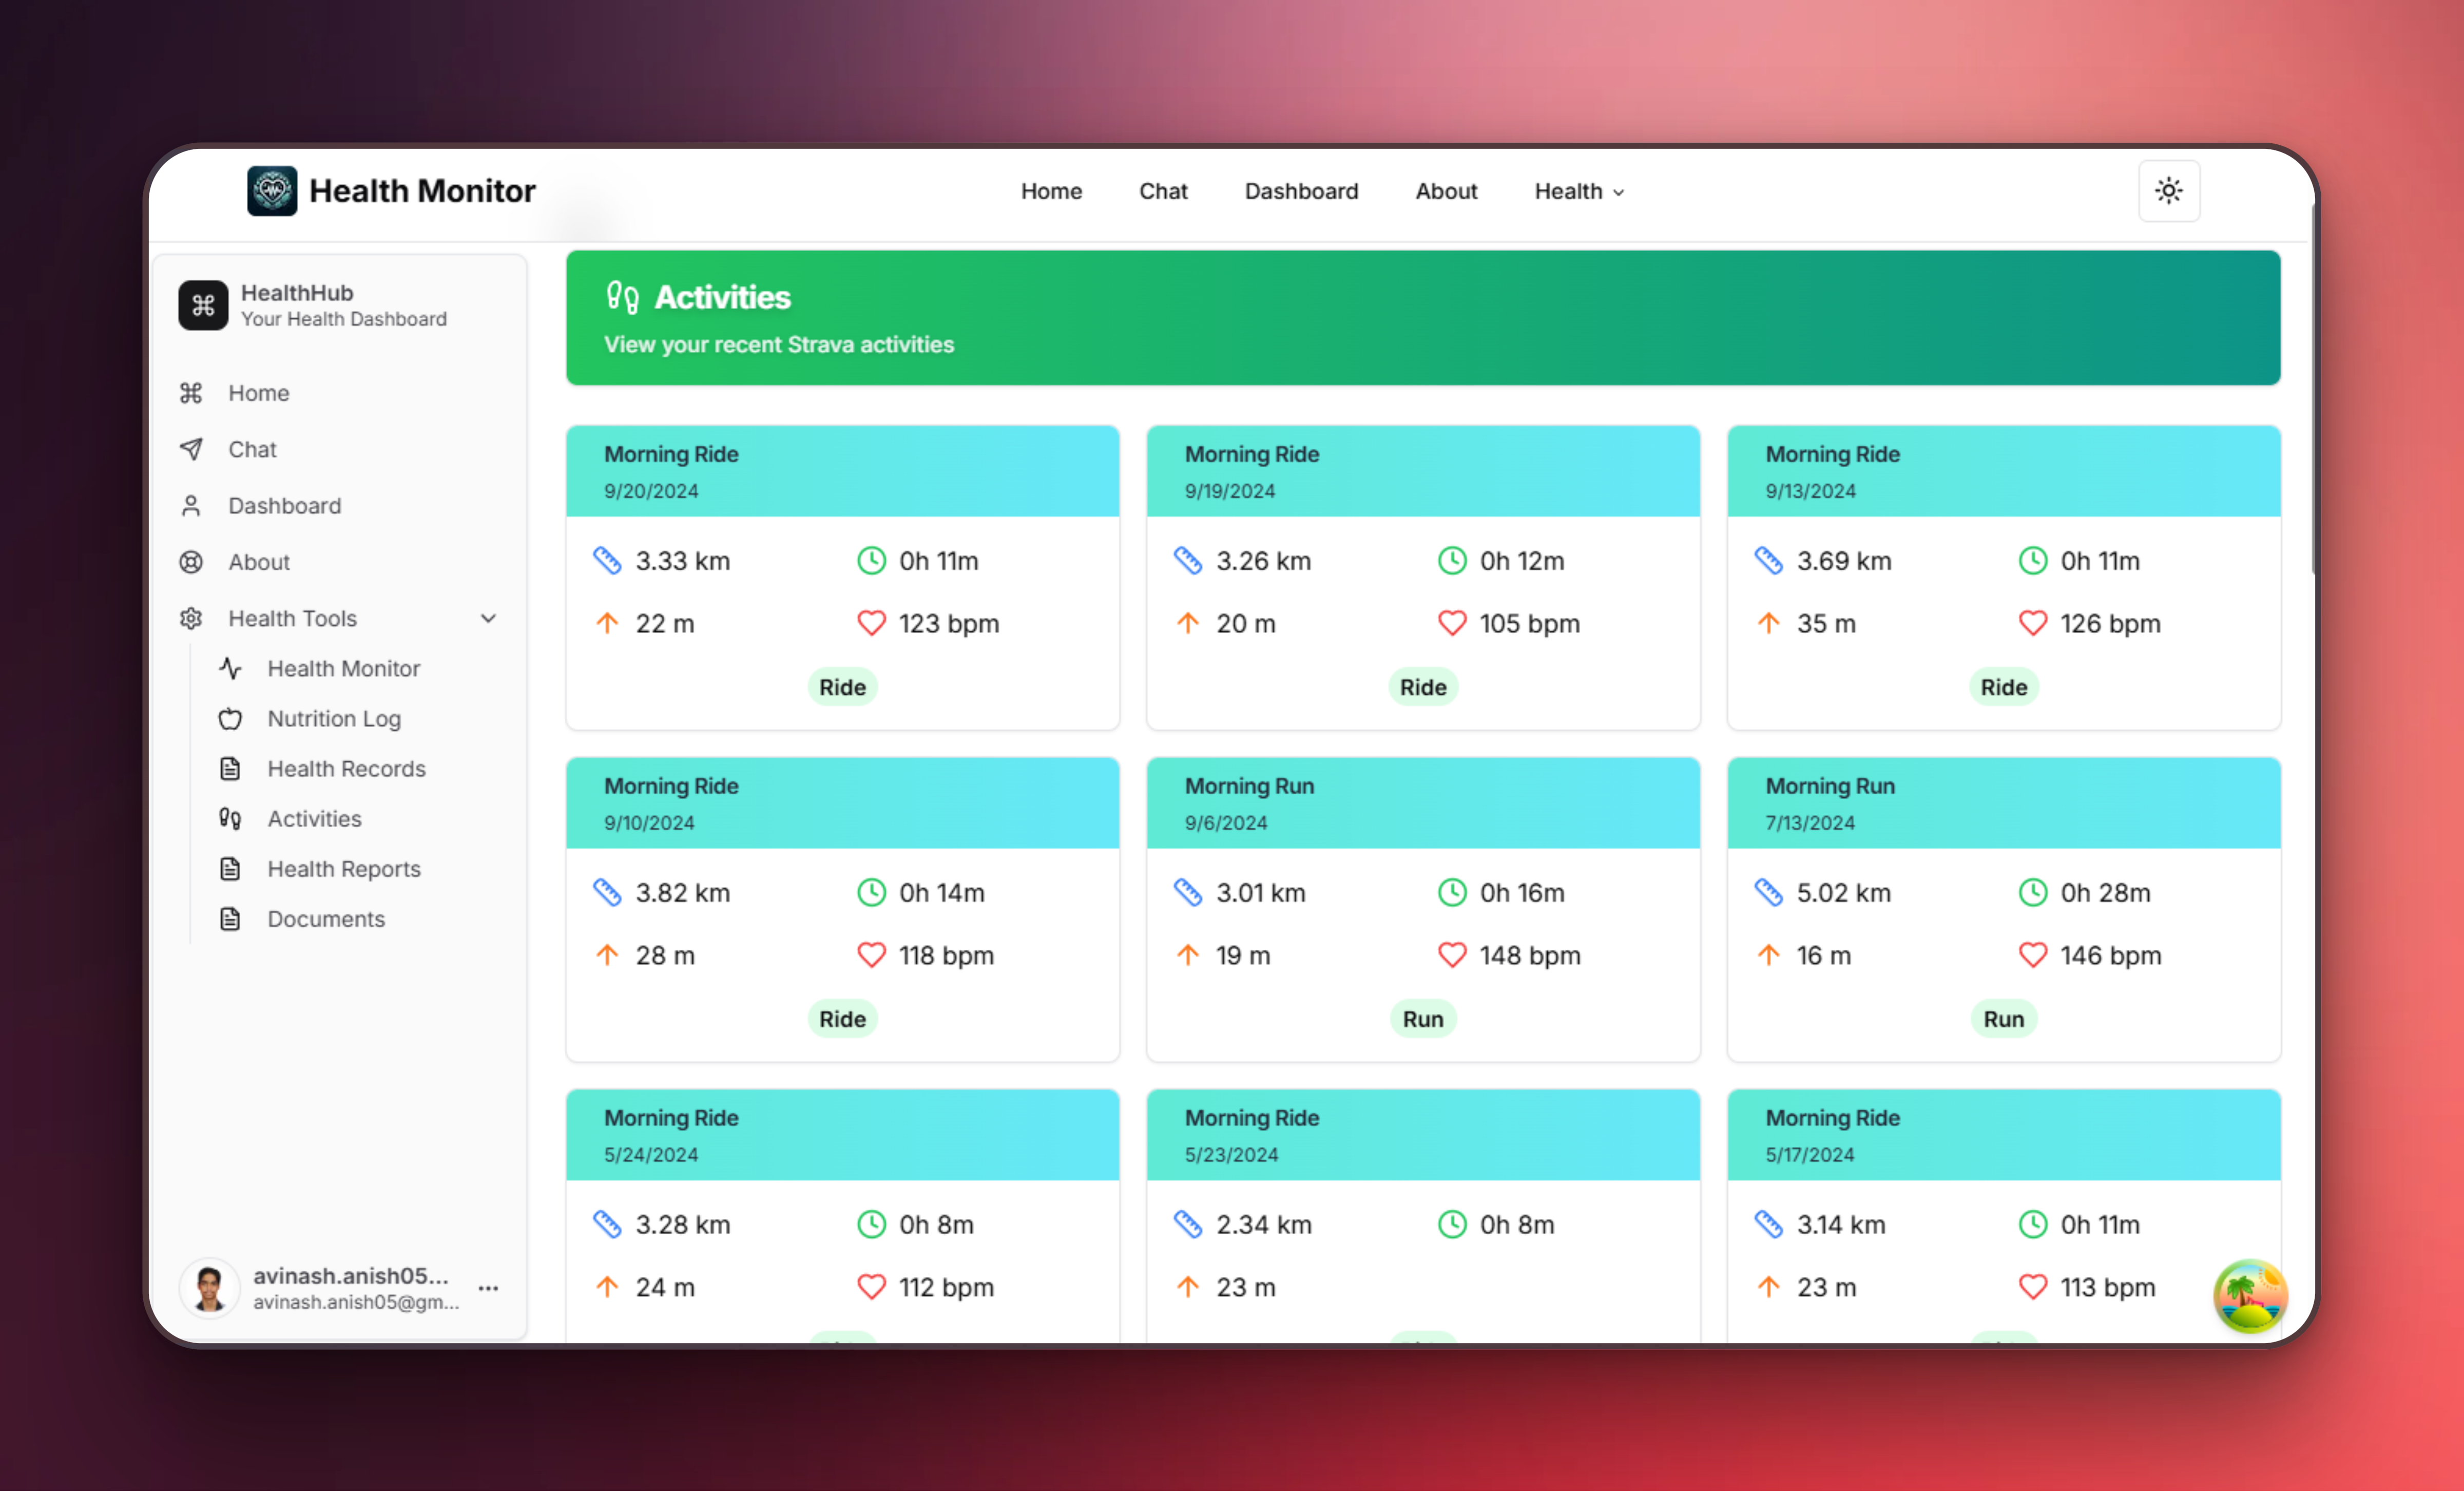 Health Monitor
Home
Chat
Dashboard
About
Health
HealthHub
Your Health Dashboard
Home
Chat
Dashboard
About
Health Tools
Health Monitor
Nutrition Log
Health Records
Activities
Health Reports
Documents
avinash.anish05...
avinash.anish05@gm...
Activities
View your recent Strava activities
Morning Ride
9/20/2024
3.33 km
0h 11m
22 m
123 bpm
Ride
Morning Ride
9/19/2024
3.26 km
0h 12m
20 m
105 bpm
Ride
Morning Ride
9/13/2024
3.69 km
0h 11m
35 m
126 bpm
Ride
Morning Ride
9/10/2024
3.82 km
0h 14m
28 m
118 bpm
Ride
Morning Run
9/6/2024
3.01 km
0h 16m
19 m
148 bpm
Run
Morning Run
7/13/2024
5.02 km
0h 28m
16 m
146 bpm
Run
Morning Ride
5/24/2024
3.28 km
0h 8m
24 m
112 bpm
Morning Ride
5/23/2024
2.34 km
0h 8m
23 m
Morning Ride
5/17/2024
3.14 km
0h 11m
23 m
113 bpm